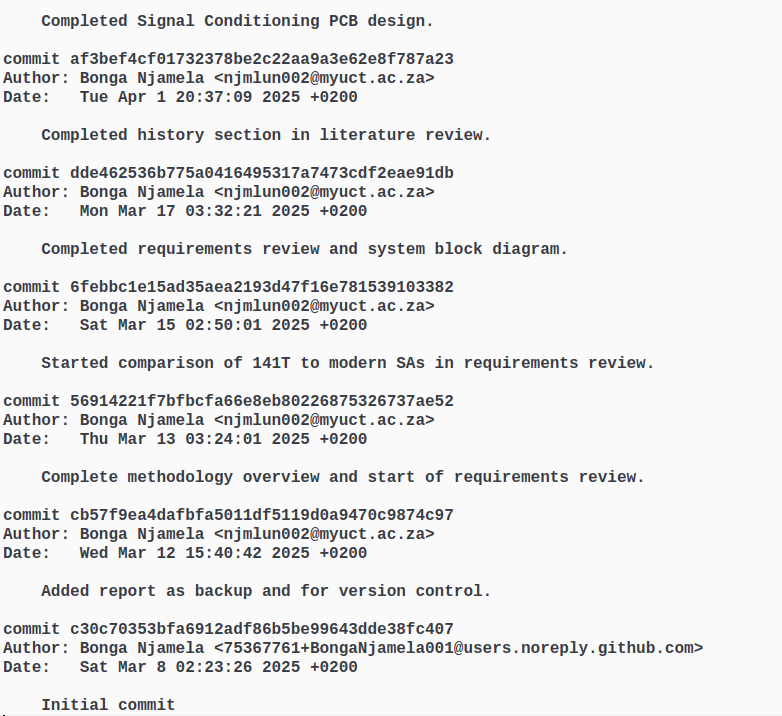 Completed Signal Conditioning PCB design.
commit af3bef4cf01732378be2c22aa9a3e62e8f787a23
Author: Bonga Njamela <njmlun002@myuct.ac.za>
Date:   Tue Apr 1 20:37:09 2025 +0200
Completed history section in literature review.
commit dde462536b775a0416495317a7473cdf2eae91db
Author: Bonga Njamela <njmlun002@myuct.ac.za>
Date:   Mon Mar 17 03:32:21 2025 +0200
Completed requirements review and system block diagram.
commit 6febbc1e15ad35aea2193d47f16e781539103382
Author: Bonga Njamela <njmlun002@myuct.ac.za>
Date:   Sat Mar 15 02:50:01 2025 +0200
Started comparison of 141T to modern SAs in requirements review.
commit 56914221f7bfbcfa66e8eb80226875326737ae52
Author: Bonga Njamela <njmlun002@myuct.ac.za>
Date:   Thu Mar 13 03:24:01 2025 +0200
Complete methodology overview and start of requirements review.
commit cb57f9ea4dafbfa5011df5119d0a9470c9874c97
Author: Bonga Njamela <njmlun002@myuct.ac.za>
Date:   Wed Mar 12 15:40:42 2025 +0200
Added report as backup and for version control.
commit c30c70353bfa6912adf86b5be99643dde38fc407
Author: Bonga Njamela <75367761+BongaNjamela001@users.noreply.github.com>
Date:   Sat Mar 8 02:23:26 2025 +0200
Initial commit